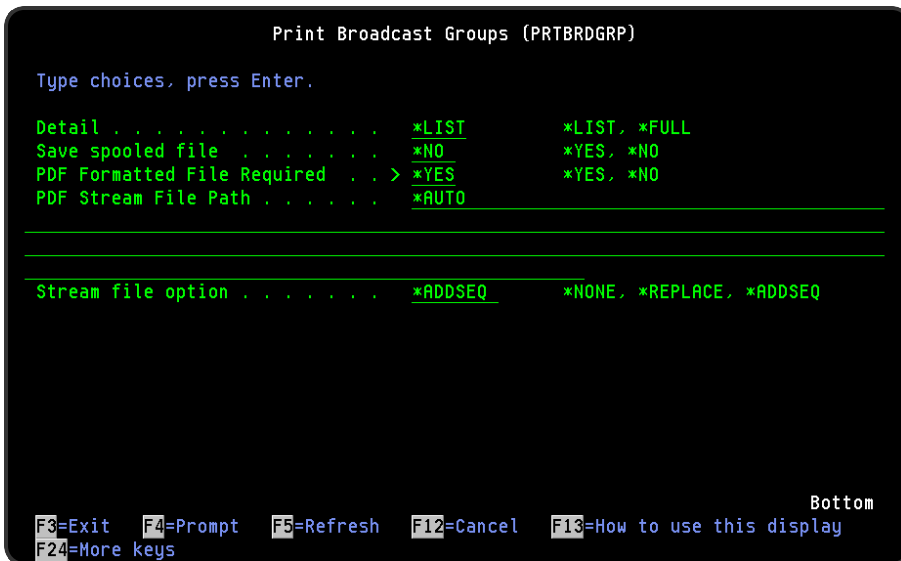 Print Broadcast Groups (PRTBRDGRP)
Type choices, press Enter.
Detail . . . . . . . . . . . . . *LIST *LIST, *FULL
Save spooled file . . . . . . . *NO *YES, *NO
PDF Formatted File Required . . > *YES *YES, *NO
PDF Stream File Path . . . . . . *AUTO
Stream file option . . . . . . . *ADDSEQ *NONE, *REPLACE, *ADDSEQ
Bottom
F3=Exit F4=Prompt F5=Refresh F12=Cancel F13=How to use this display
F24=More keys